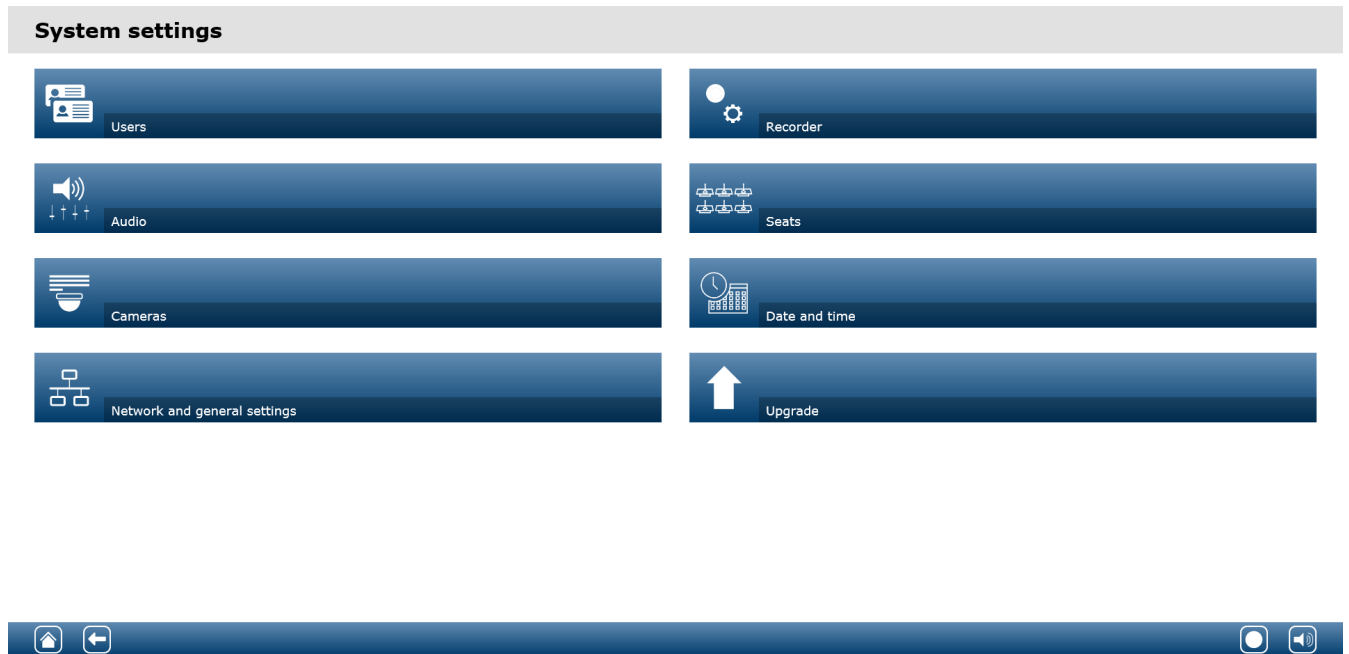 System settings
Users
Recorder
Audio
Seats
Cameras
Date and time
Network and general settings
Upgrade